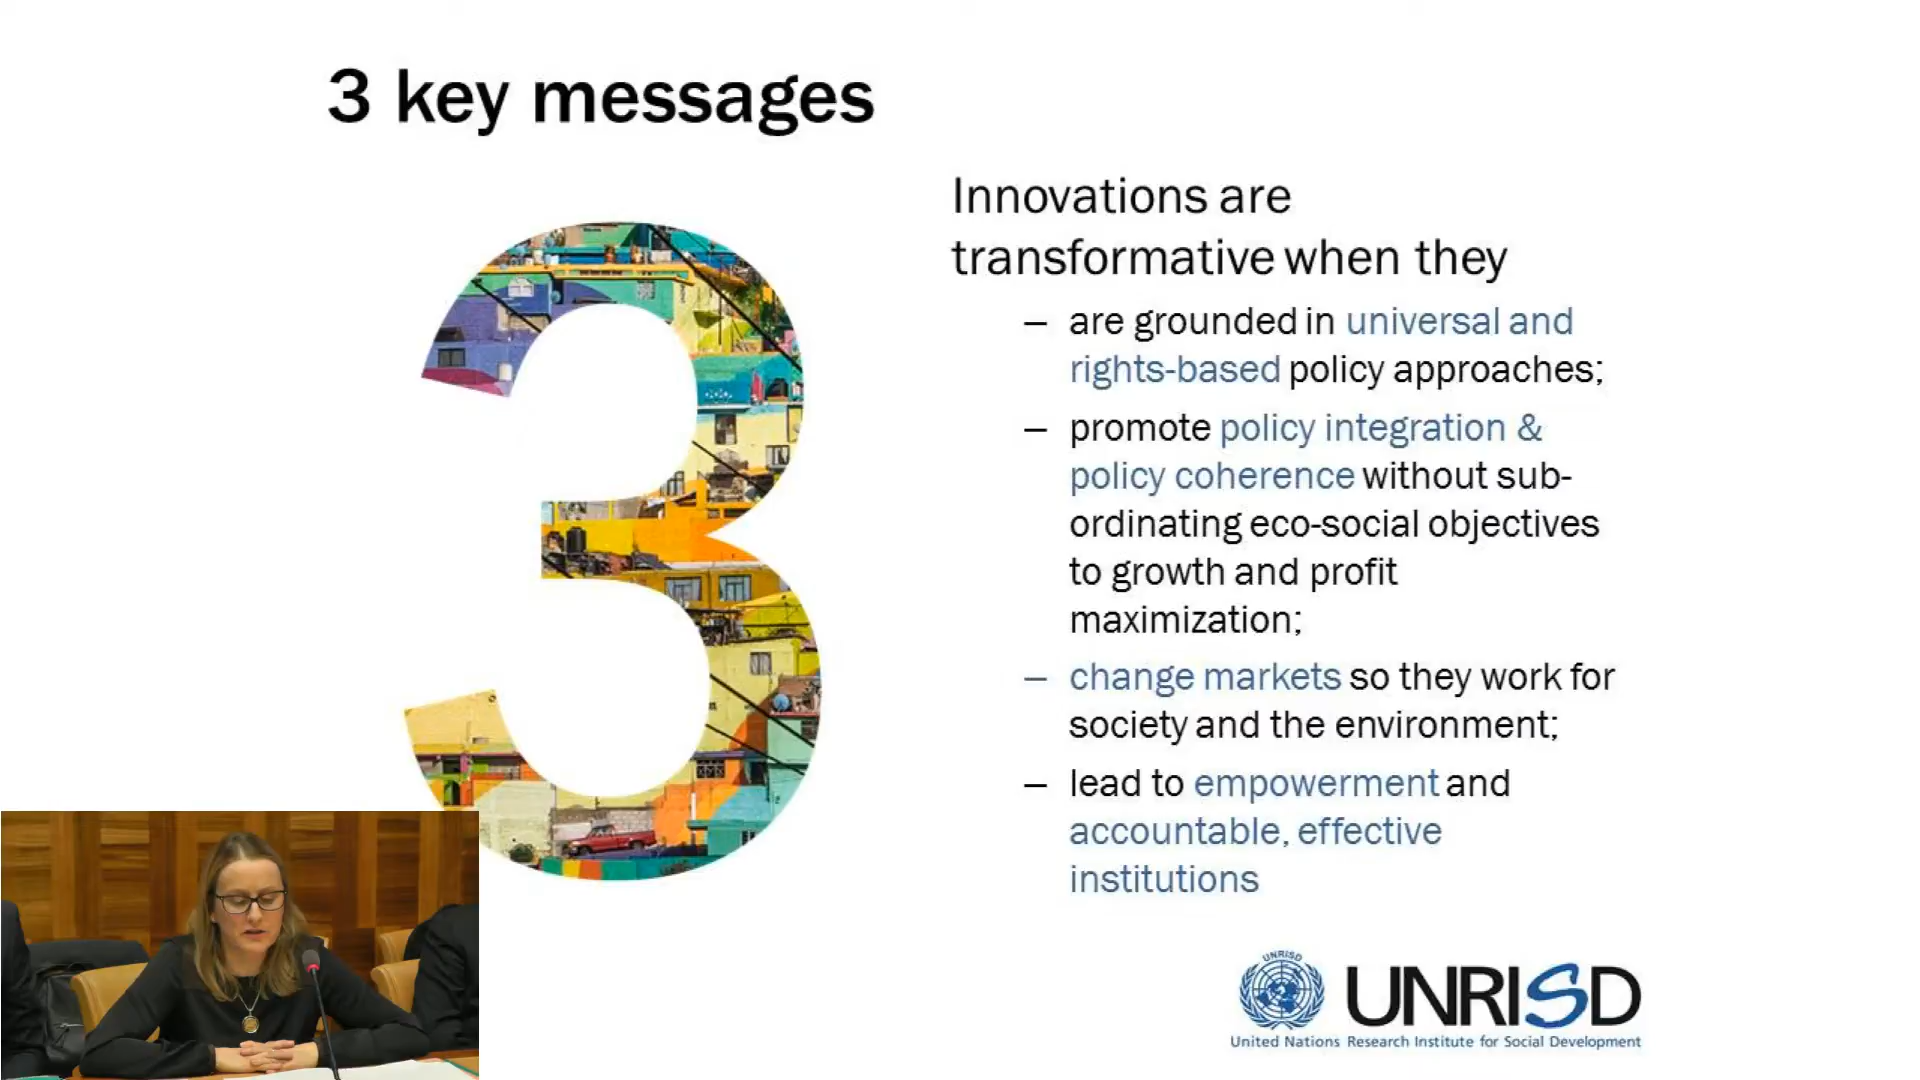 3 key messages
Innovations are
transformative when they
– are grounded in universal and
rights-based policy approaches;
– promote policy integration &
policy coherence without sub-
ordinating eco-social objectives
to growth and profit
maximization;
– change markets so they work for
society and the environment;
– lead to empowerment and
accountable, effective
institutions
UNRISD
UNRISD
United Nations Research Institute for Social Development